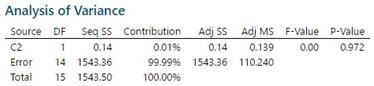 Analysis of Variance
Source DF Seq SS Contribution Adj SS Adj MS F-Value P-Value
C2 1 0.14 0.01% 0.14 0.139 0.00 0.972
Error 14 1543.36 99.99% 1543.36 110.240
Total 15 1543.50 100.00%